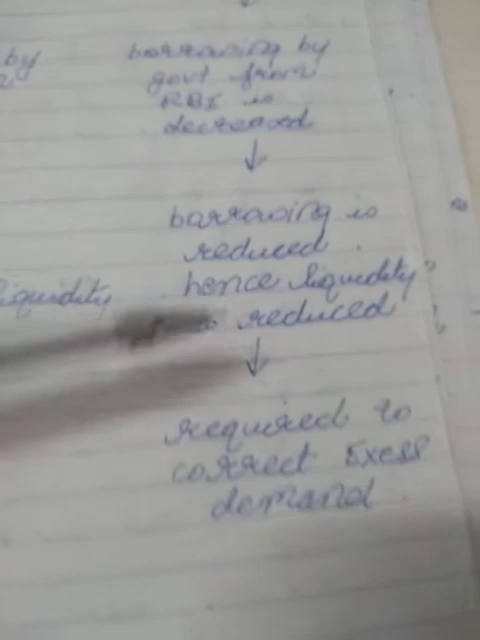 by
borrowing by
govt from
RBI is
decreased
↓
borrowing is
reduced.
liquidity hence liquidity
is reduced
↓
required to
correct Exess
demand